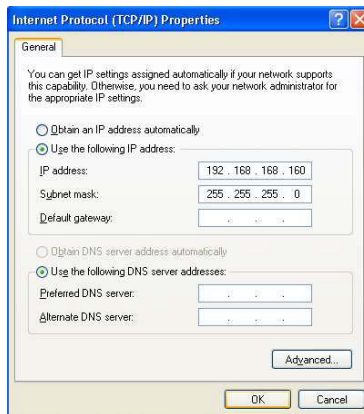 Internet Protocol (TCP/IP) Properties
General
You can get IP settings assigned automatically if your network supports
this capability. Otherwise, you need to ask your network administrator for
the appropriate IP settings.
Obtain an IP address automatically
Use the following IP address:
IP address: 192 . 168 . 168 . 160
Subnet mask: 255 . 255 . 255 . 0
Default gateway: . . .
Obtain DNS server address automatically
Use the following DNS server addresses:
Preferred DNS server: . . .
Alternate DNS server: . . .
Advanced...
OK Cancel